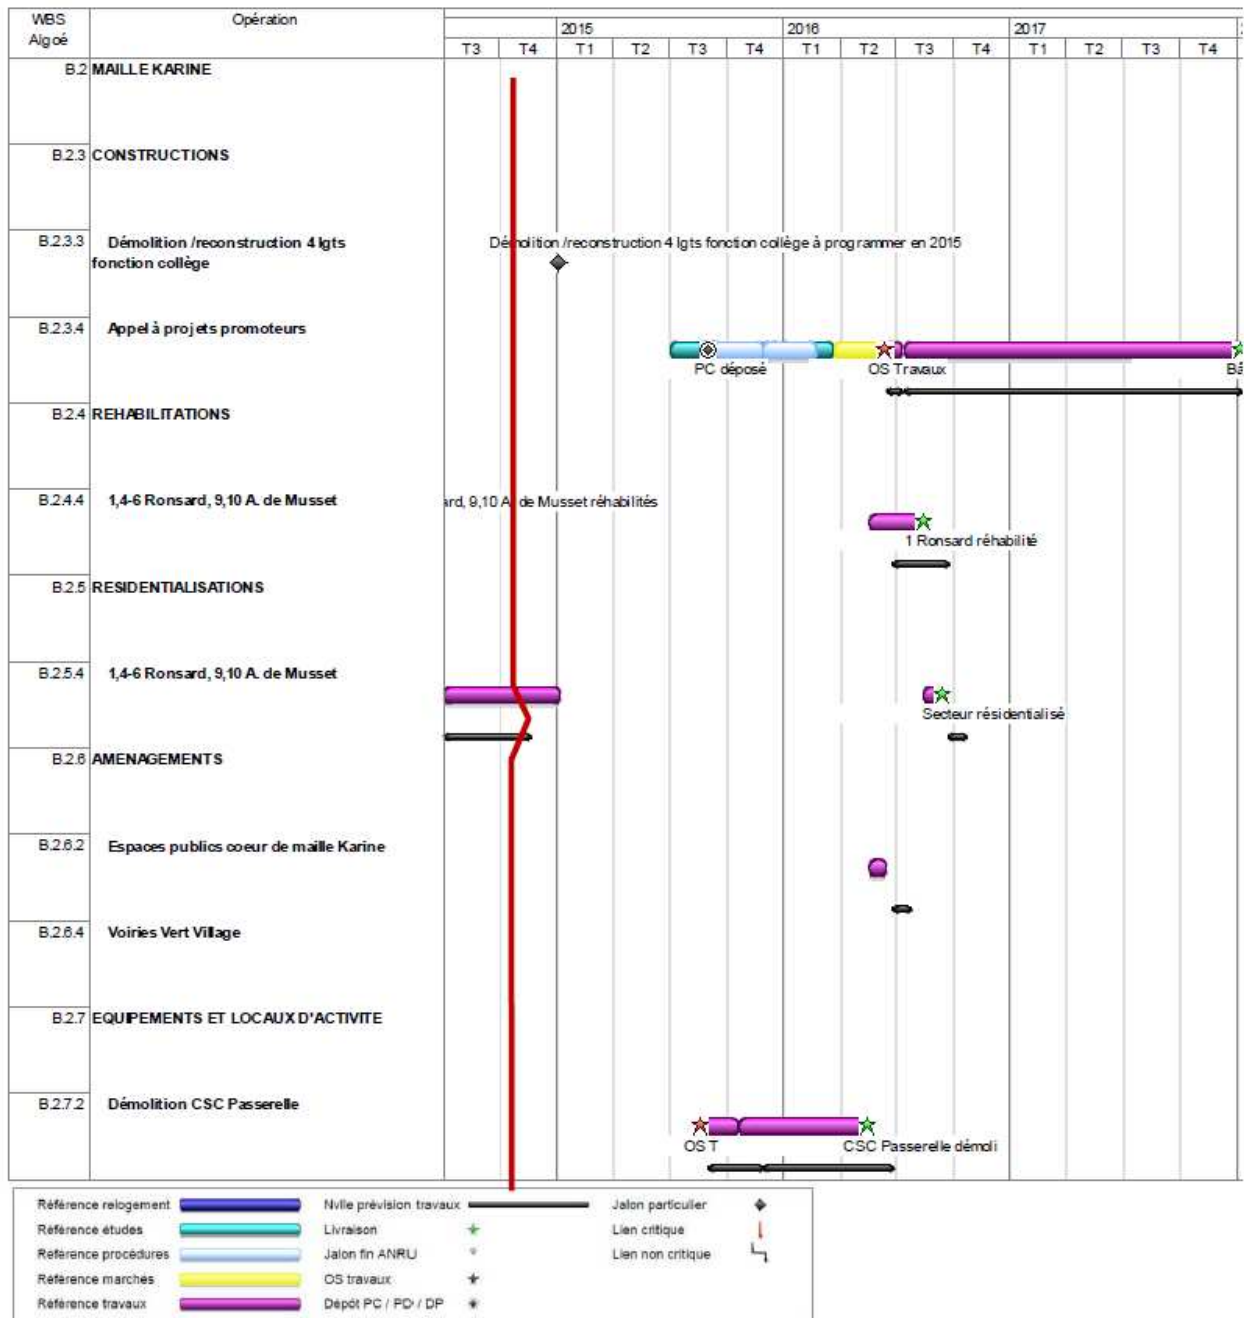 WBS
Algoé
Opération
2015
2016
2017
T3 T4 T1 T2 T3 T4 T1 T2 T3 T4 T1 T2 T3 T4
B.2 MAILLE KARINE
B.2.3 CONSTRUCTIONS
B.2.3.3 Démolition /reconstruction 4 lgts
fonction collège
Démolition /reconstruction 4 lgts fonction collège à programmer en 2015
B.2.3.4 Appel à projets promoteurs
PC déposé
OS Travaux
Bâ
B.2.4 REHABILITATIONS
B.2.4.4 1,4-6 Ronsard, 9,10 A. de Musset
ard, 9,10 A. de Musset réhabilités
1 Ronsard réhabilité
B.2.5 RESIDENTIALISATIONS
B.2.5.4 1,4-6 Ronsard, 9,10 A. de Musset
Secteur résidentialisé
B.2.6 AMENAGEMENTS
B.2.6.2 Espaces publics coeur de maille Karine
B.2.6.4 Voiries Vert Village
B.2.7 EQUIPEMENTS ET LOCAUX D'ACTIVITE
B.2.7.2 Démolition CSC Passerelle
OS T
CSC Passerelle démoli
Référence relogement
Nvlle prévision travaux
Jalon particulier
Référence études
Livraison
Lien critique
Référence procédures
Jalon fin ANRU
Lien non critique
Référence marchés
OS travaux
Référence travaux
Dépôt PC / PD / DP